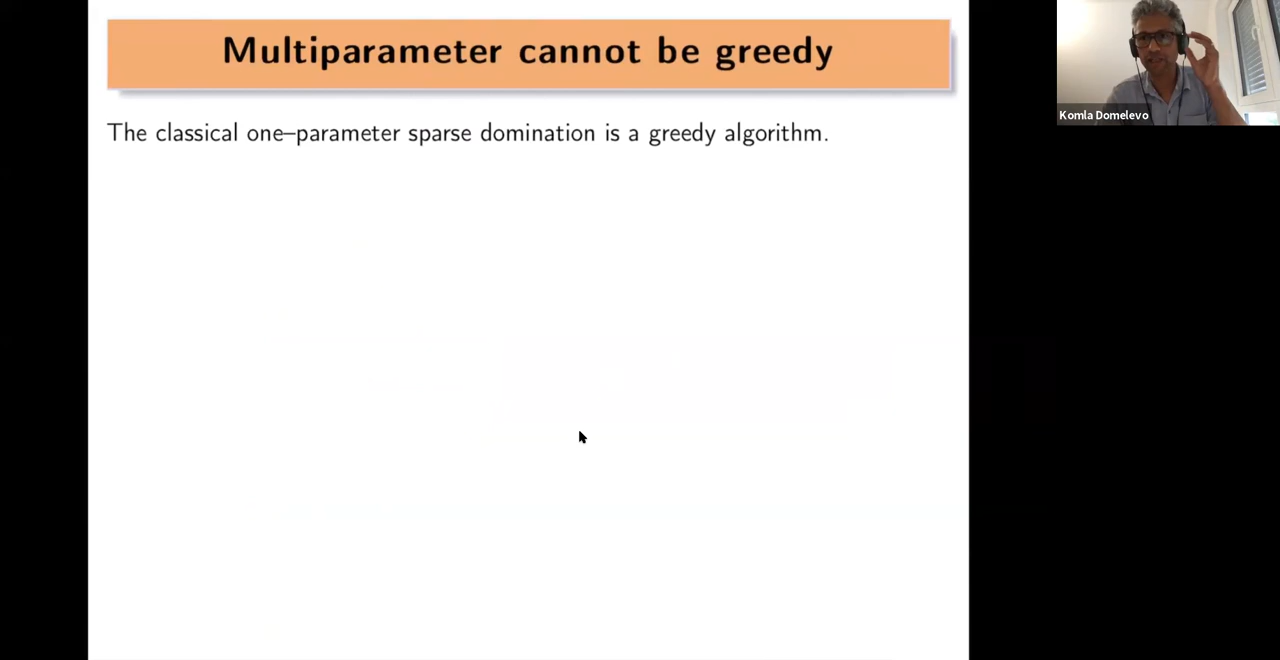 Multiparameter cannot be greedy
The classical one–parameter sparse domination is a greedy algorithm.
Komla Domelevo